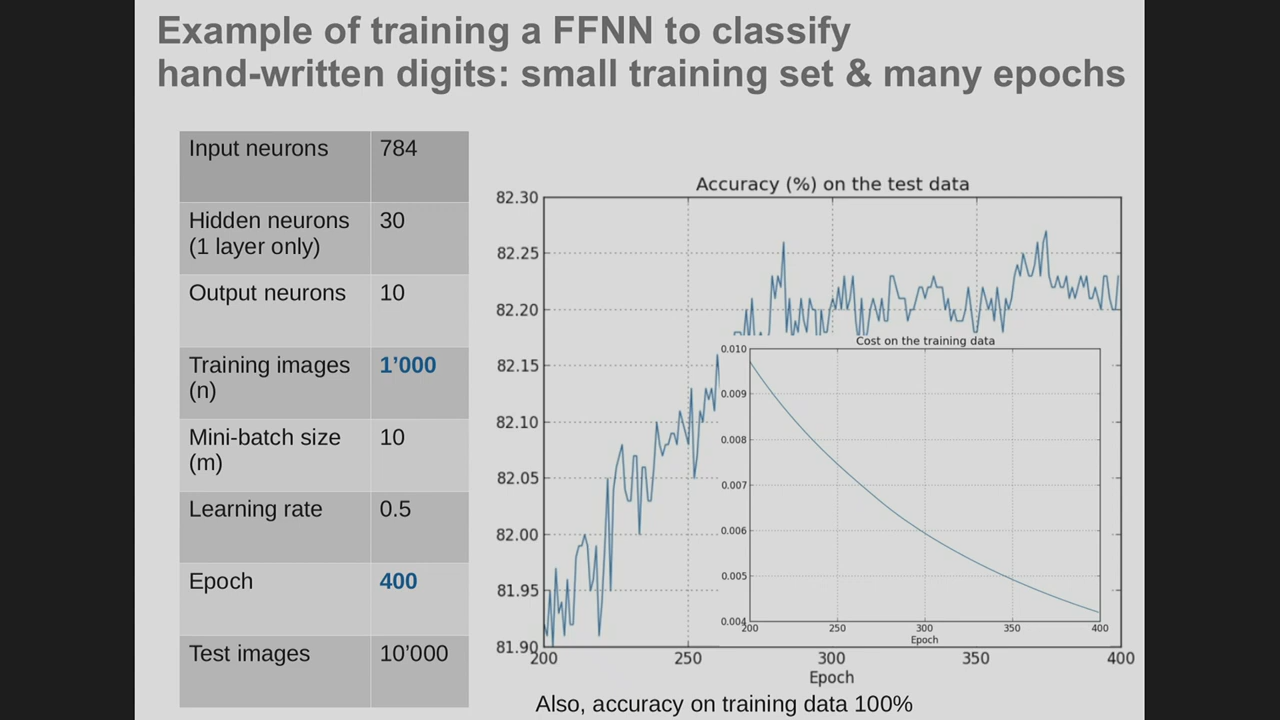 Example of training a FFNN to classify
hand-written digits: small training set & many epochs
Input neurons 784
Hidden neurons 30
(1 layer only)
Output neurons 10
Training images 1’000
(n)
Mini-batch size 10
(m)
Learning rate 0.5
Epoch 400
Test images 10’000
Accuracy (%) on the test data
82.30
82.25
82.20
82.15
82.10
82.05
82.00
81.95
81.90
200 250 300 350 400
Epoch
Cost on the training data
0.010
0.009
0.008
0.007
0.006
0.005
0.004
200 250 300 350 400
Epoch
Also, accuracy on training data 100%